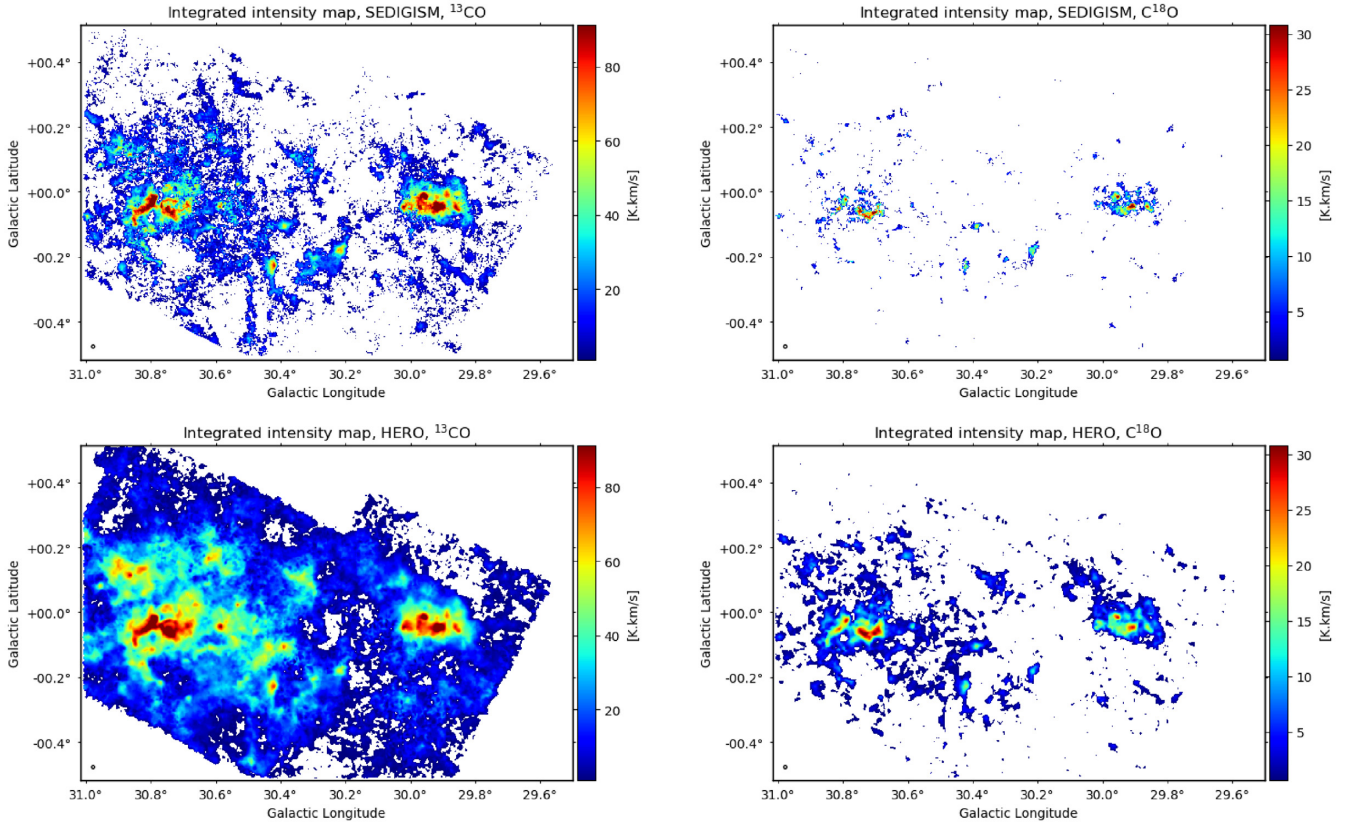 Integrated intensity map, SEDIGISM, ¹³CO
+00.4°
+00.2°
+00.0°
-00.2°
-00.4°
Galactic Latitude
31.0° 30.8° 30.6° 30.4° 30.2° 30.0° 29.8° 29.6°
Galactic Longitude
80
60
40
20
[K.km/s]
Integrated intensity map, SEDIGISM, C¹⁸O
+00.4°
+00.2°
+00.0°
-00.2°
-00.4°
Galactic Latitude
31.0° 30.8° 30.6° 30.4° 30.2° 30.0° 29.8° 29.6°
Galactic Longitude
30
25
20
15
10
5
[K.km/s]
Integrated intensity map, HERO, ¹³CO
+00.4°
+00.2°
+00.0°
-00.2°
-00.4°
Galactic Latitude
31.0° 30.8° 30.6° 30.4° 30.2° 30.0° 29.8° 29.6°
Galactic Longitude
80
60
40
20
[K.km/s]
Integrated intensity map, HERO, C¹⁸O
+00.4°
+00.2°
+00.0°
-00.2°
-00.4°
Galactic Latitude
31.0° 30.8° 30.6° 30.4° 30.2° 30.0° 29.8° 29.6°
Galactic Longitude
30
25
20
15
10
5
[K.km/s]